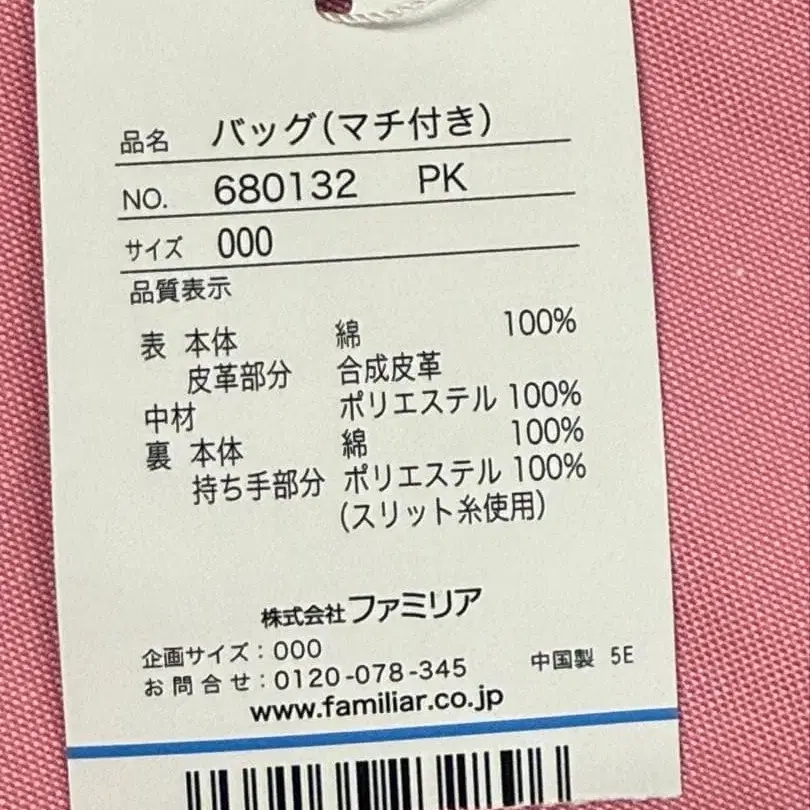 品名 バッグ(マチ付き)
NO. 680132 PK
サイズ 000
品質表示
表 本体 綿 100%
皮革部分 合成皮革
中材 ポリエステル 100%
裏 本体 綿 100%
持ち手部分 ポリエステル 100%
(スリット糸使用)
株式会社ファミリア
企画サイズ：000
お問合せ：0120-078-345 中国製 5E
www.familiar.co.jp